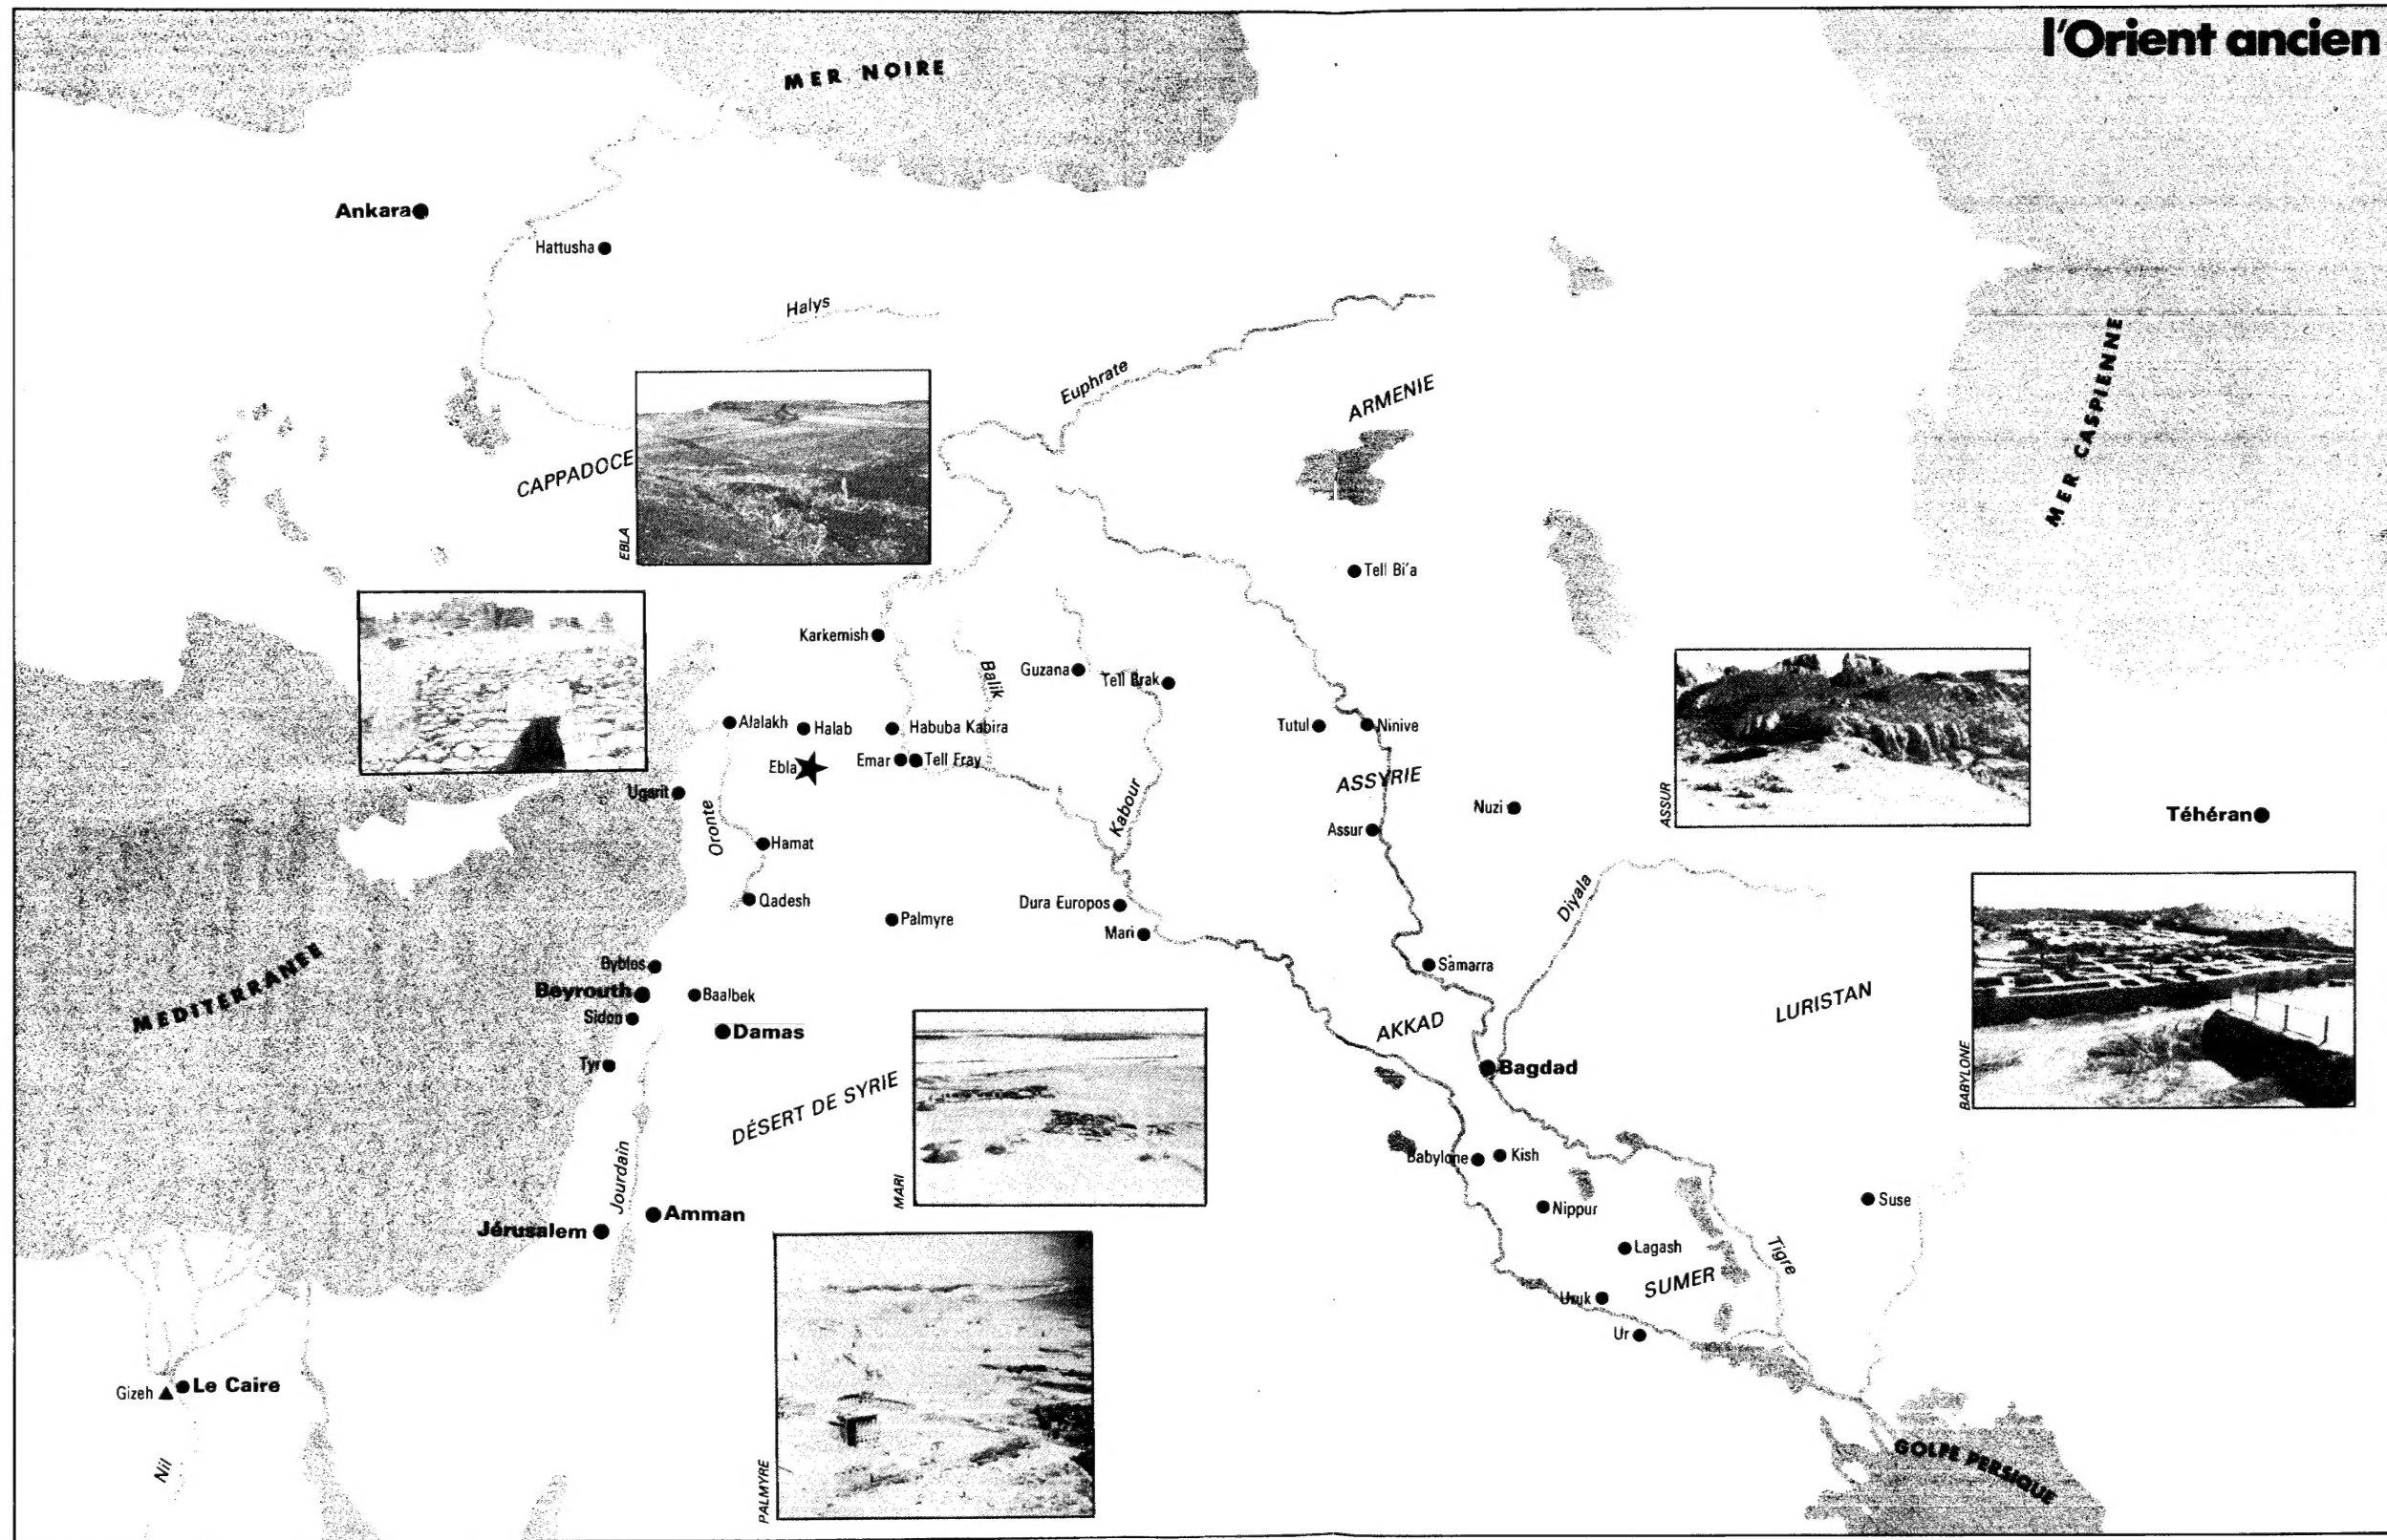 l'Orient ancien
MER NOIRE
Ankara
Hattusha
Halys
Euphrate
ARMENIE
MER CASPIENNE
CAPPADOCE
EBLA
Tell Bi'a
Karkemish
Balik
Guzana
Tell Brak
Alalakh
Halab
Habuba Kabira
Tutul
Ninive
Ebla
Emar
Tell Fray
ASSYRIE
Ugarit
Oronte
Kabour
Nuzi
ASSUR
Téhéran
Assur
Hamat
Diyala
Qadesh
Palmyre
Dura Europos
Mari
MEDITERRANÉE
Byblos
Samarra
Beyrouth
Baalbek
LURISTAN
Sidon
Damas
AKKAD
Tyr
Bagdad
BABYLONE
DÉSERT DE SYRIE
MARI
Jourdain
Babylone
Kish
Suse
Nippur
Amman
Jérusalem
Lagash
Tigre
SUMER
Uruk
Ur
Gizeh
Le Caire
Nil
PALMYRE
GOLFE PERSIQUE